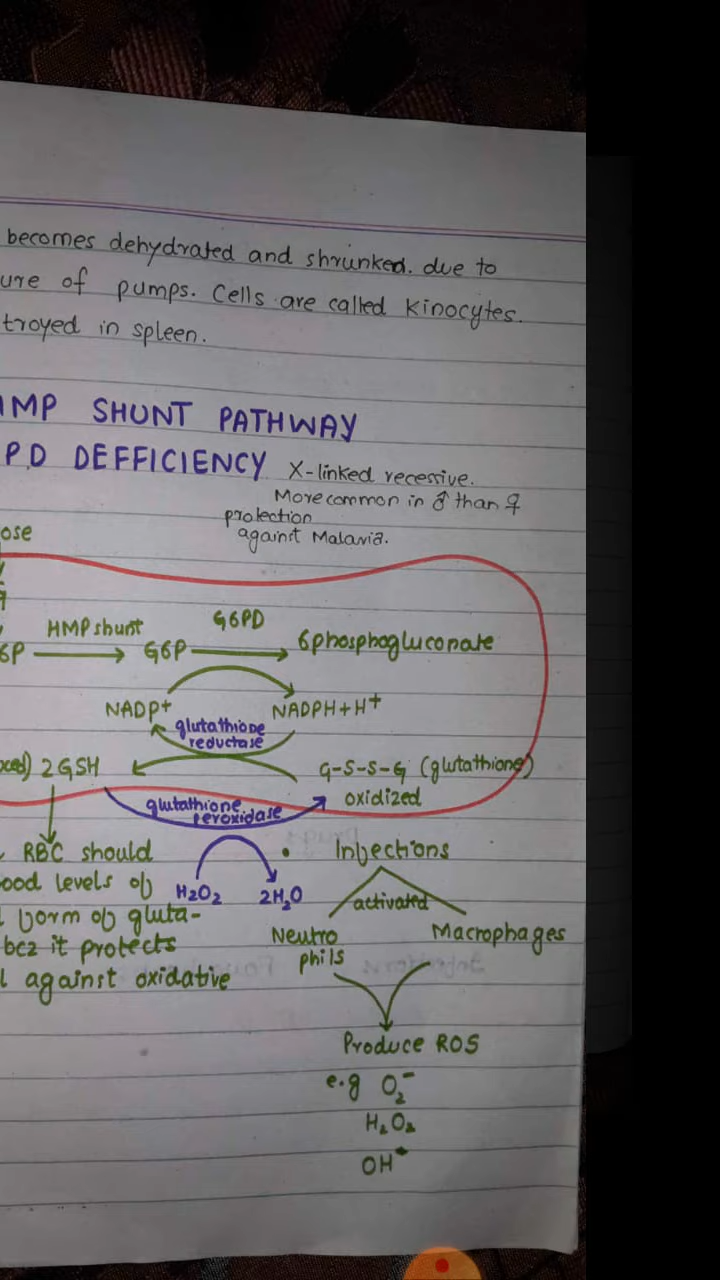 becomes dehydrated and shrunked. due to
ure of pumps. Cells are called Kinocytes.
troyed in spleen.
HMP SHUNT PATHWAY
PD DEFFICIENCY X-linked recessive.
More common in ♂ than ♀
protection
against Malaria.
ose
HMP shunt G6PD
6P G6P 6phosphogluconate
NADP+ NADPH+H+
glutathione
reductase
2GSH G-S-S-G (glutathione)
oxidized
glutathione
peroxidase
RBC should • Infections
ood levels of H2O2 2H2O activated
form of gluta-
bcz it protects Neutro Macrophages
l against oxidative phils
Produce ROS
e.g O2-
H2O2
OH•